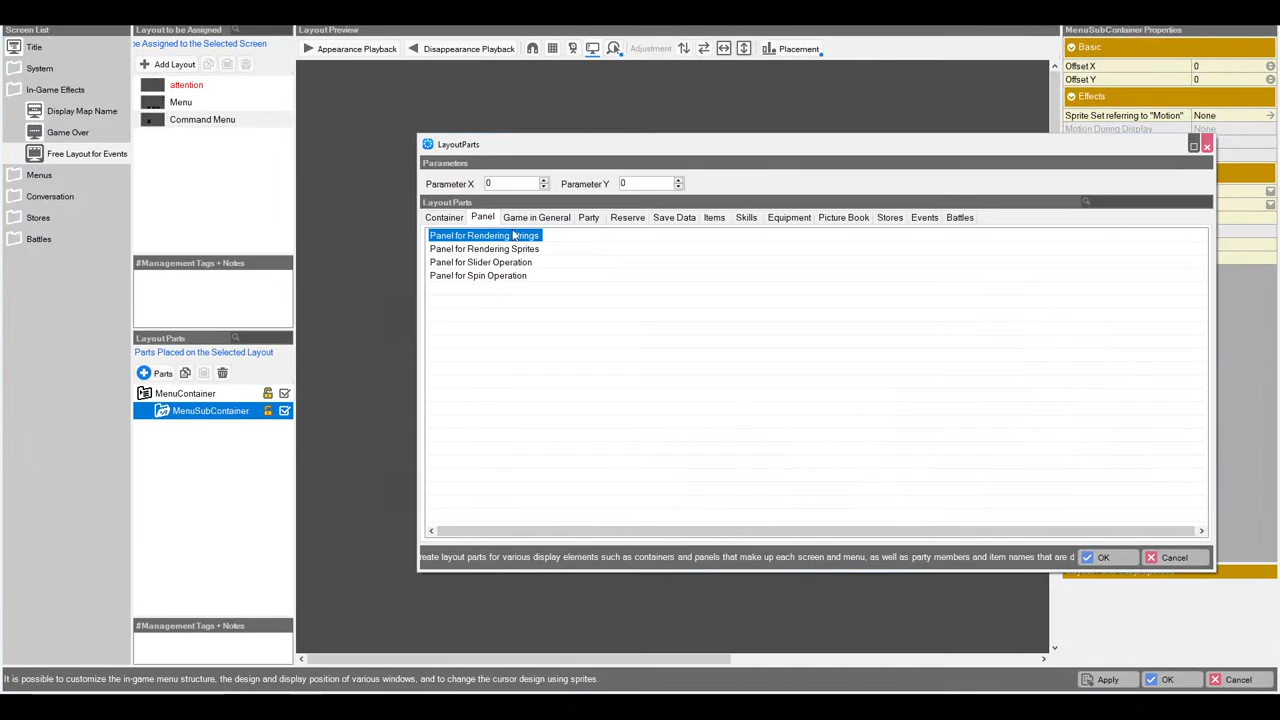 Screen List
Title
System
In-Game Effects
Display Map Name
Game Over
Free Layout for Events
Menus
Conversation
Stores
Battles
Layout to be Assigned
be Assigned to the Selected Screen
Add Layout
attention
Menu
Command Menu
#Management Tags + Notes
Layout Parts
Parts Placed on the Selected Layout
Parts
MenuContainer
MenuSubContainer
#Management Tags + Notes
Layout Preview
Appearance Playback
Disappearance Playback
Adjustment
Placement
LayoutParts
Parameters
Parameter X 0 Parameter Y 0
Layout Parts
Container Panel Game in General Party Reserve Save Data Items Skills Equipment Picture Book Stores Events Battles
Panel for Rendering Strings
Panel for Rendering Sprites
Panel for Slider Operation
Panel for Spin Operation
reate layout parts for various display elements such as containers and panels that make up each screen and menu, as well as party members and item names that are d
OK Cancel
MenuSubContainer Properties
Basic
Offset X 0
Offset Y 0
Effects
Sprite Set referring to "Motion" None
Motion During Display None
It is possible to customize the in-game menu structure, the design and display position of various windows, and to change the cursor design using sprites.
Apply OK Cancel